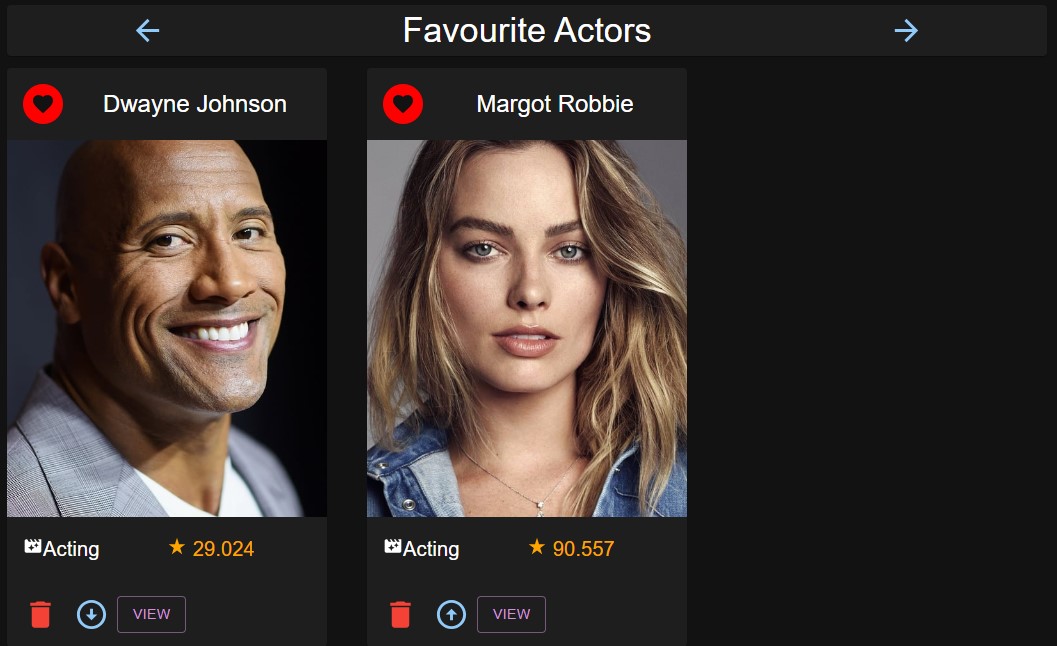 Favourite Actors
Dwayne Johnson
Margot Robbie
Acting
29.024
Acting
90.557
VIEW
VIEW